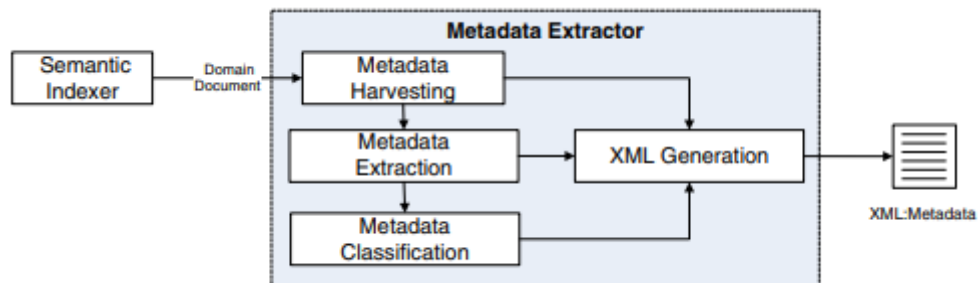 Metadata Extractor
Semantic
Indexer
Domain
Document
Metadata
Harvesting
Metadata
Extraction
XML Generation
Metadata
Classification
XML:Metadata